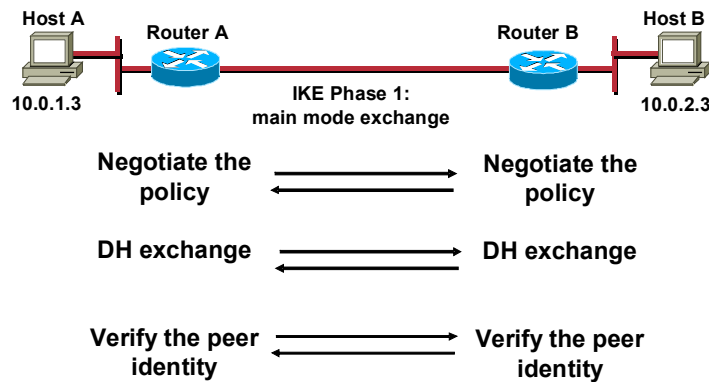 Host A
Router A
Router B
Host B
10.0.1.3
10.0.2.3
IKE Phase 1:
main mode exchange
Negotiate the
policy
Negotiate the
policy
DH exchange
DH exchange
Verify the peer
identity
Verify the peer
identity